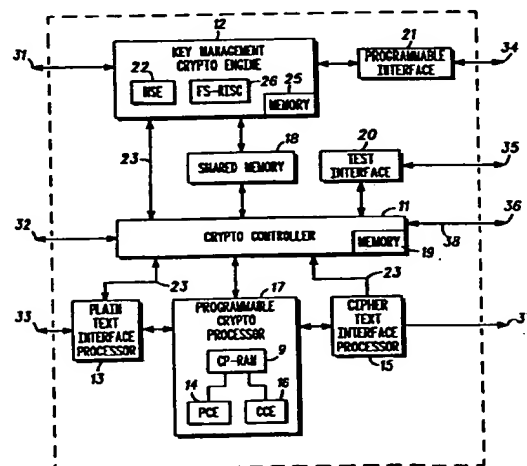 12
31
KEY MANAGEMENT
CRYPTO ENGINE
21
PROGRAMMABLE
INTERFACE
34
22
26
25
MSE
FS-RISC
MEMORY
20
23
18
SHARED MEMORY
TEST
INTERFACE
35
11
36
32
CRYPTO CONTROLLER
MEMORY
19
38
23
17
23
33
PLAIN
TEXT
INTERFACE
PROCESSOR
13
PROGRAMMABLE
CRYPTO
PROCESSOR
CIPHER
TEXT
INTERFACE
PROCESSOR
15
9
CP-RAM
14
16
PCE
CCE